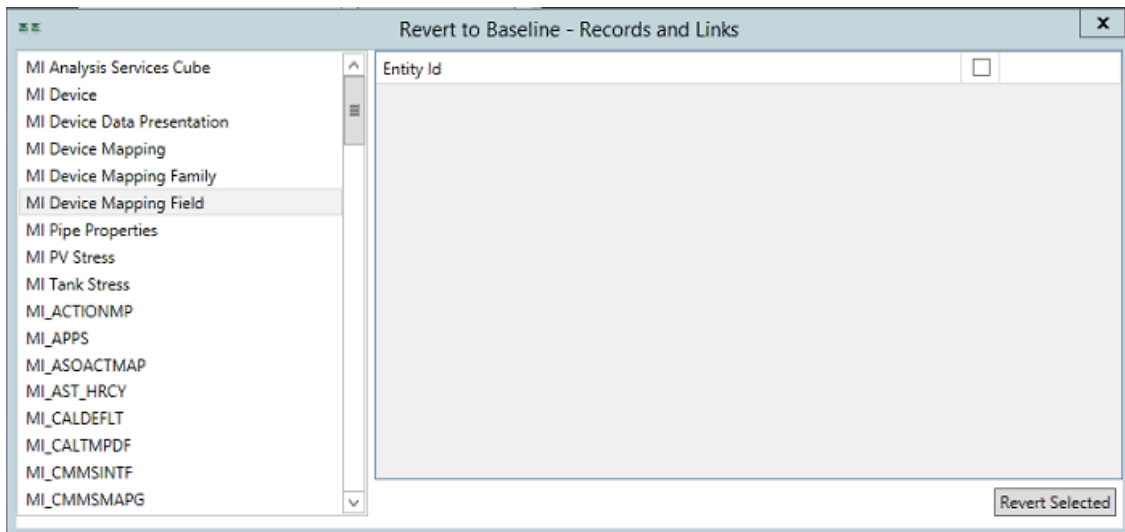 Revert to Baseline - Records and Links
x
MI Analysis Services Cube
MI Device
MI Device Data Presentation
MI Device Mapping
MI Device Mapping Family
MI Device Mapping Field
MI Pipe Properties
MI PV Stress
MI Tank Stress
MI_ACTIONMP
MI_APPS
MI_ASOACTMAP
MI_AST_HRCY
MI_CALDEFLT
MI_CALTMPDF
MI_CMMSINTF
MI_CMMSMAPG
Entity Id
Revert Selected